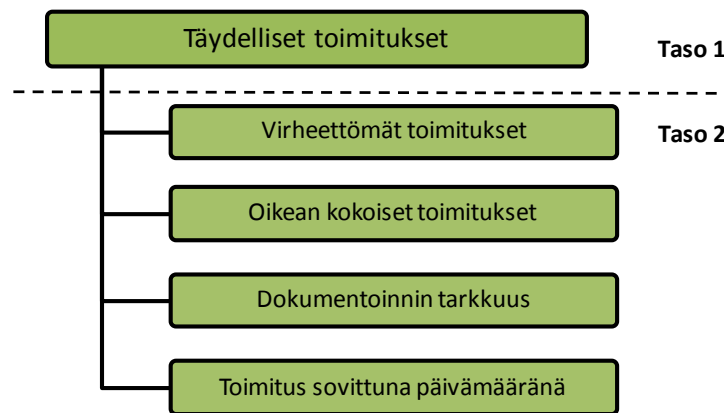 Täydelliset toimitukset
Taso 1
Virheettömät toimitukset
Taso 2
Oikean kokoiset toimitukset
Dokumentoinnin tarkkuus
Toimitus sovittuna päivämääränä